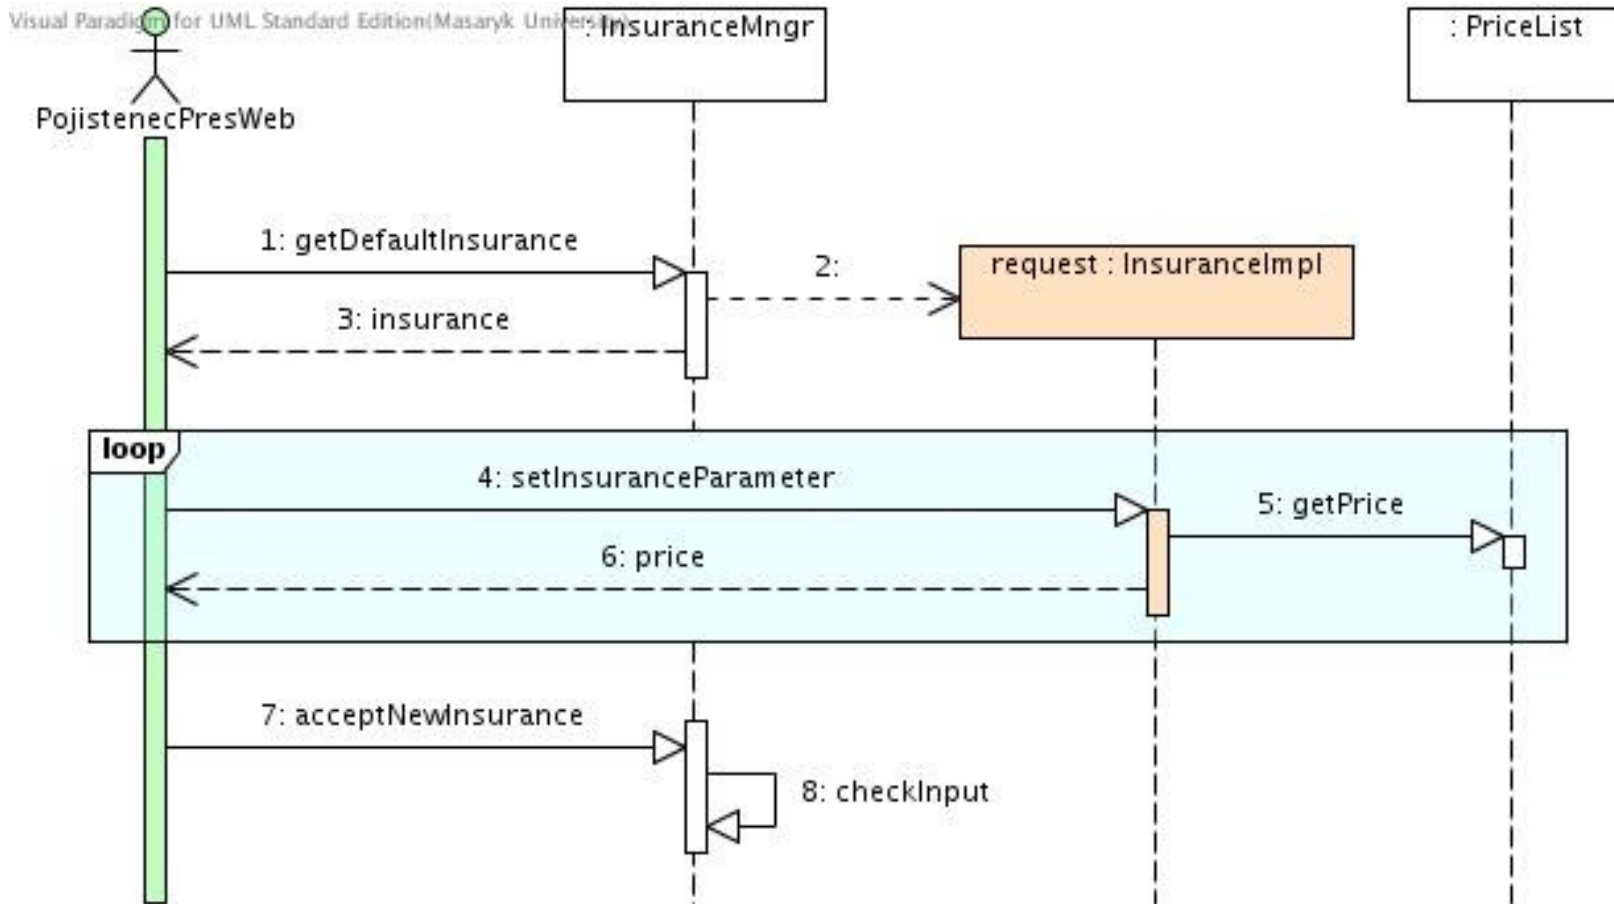 Visual Paradigm for UML Standard Edition(Masaryk University)
: InsuranceMngr
: PriceList
PojistenecPresWeb
1: getDefaultInsurance
2:
request : InsuranceImpl
3: insurance
loop
4: setInsuranceParameter
5: getPrice
6: price
7: acceptNewInsurance
8: checkInput